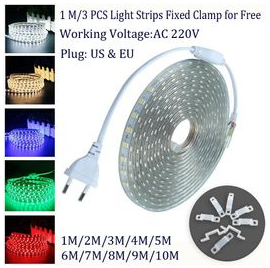 1 M/3 PCS Light Strips Fixed Clamp for Free
Working Voltage:AC 220V
Plug: US & EU
1M/2M/3M/4M/5M
6M/7M/8M/9M/10M